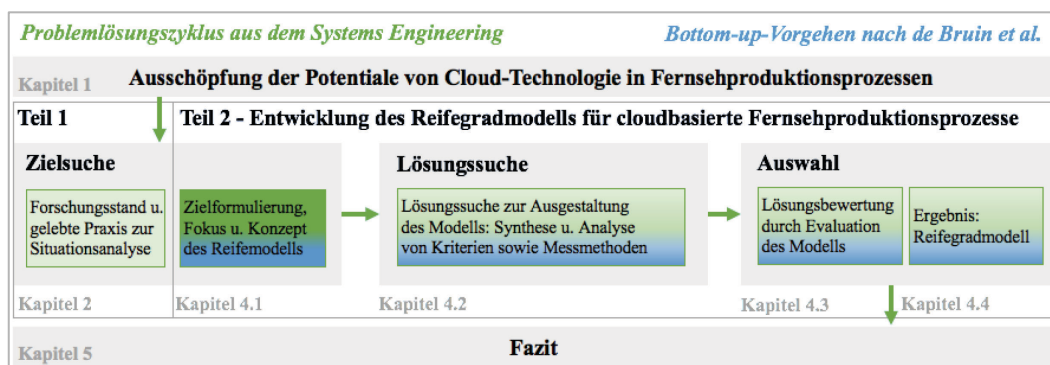 Problemlösungszyklus aus dem Systems Engineering
Bottom-up-Vorgehen nach de Bruin et al.
Kapitel 1
Ausschöpfung der Potentiale von Cloud-Technologie in Fernsehproduktionsprozessen
Teil 1
Teil 2 - Entwicklung des Reifegradmodells für cloudbasierte Fernsehproduktionsprozesse
Zielsuche
Forschungsstand u.
gelebte Praxis zur
Situationsanalyse
Zielformulierung,
Fokus u. Konzept
des Reifemodells
Lösungssuche
Lösungssuche zur Ausgestaltung
des Modells: Synthese u. Analyse
von Kriterien sowie Messmethoden
Auswahl
Lösungsbewertung
durch Evaluation
des Modells
Ergebnis:
Reifegradmodell
Kapitel 2
Kapitel 4.1
Kapitel 4.2
Kapitel 4.3
Kapitel 4.4
Kapitel 5
Fazit